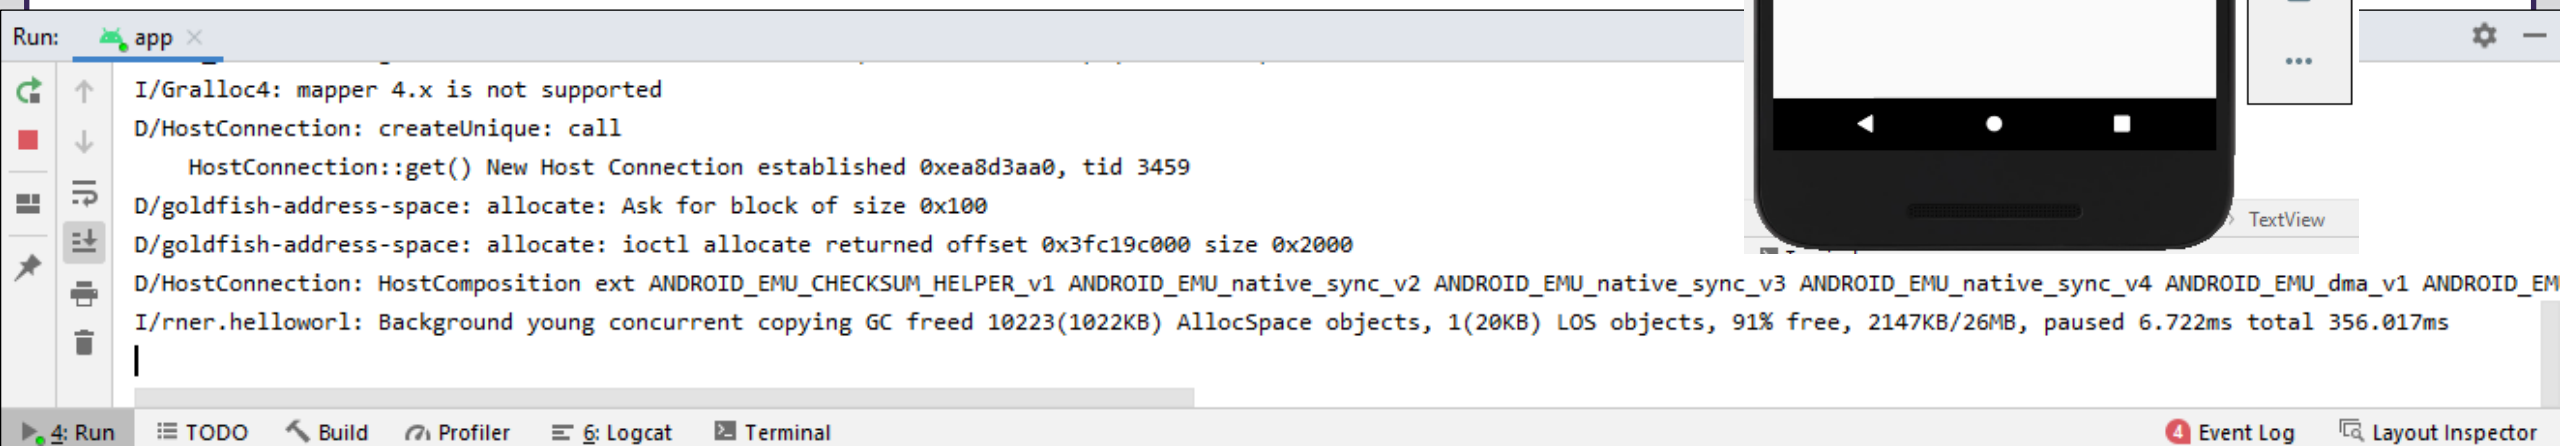 Run: app
I/Gralloc4: mapper 4.x is not supported
D/HostConnection: createUnique: call
HostConnection::get() New Host Connection established 0xea8d3aa0, tid 3459
D/goldfish-address-space: allocate: Ask for block of size 0x100
TextView
D/goldfish-address-space: allocate: ioctl allocate returned offset 0x3fc19c000 size 0x2000
D/HostConnection: HostComposition ext ANDROID_EMU_CHECKSUM_HELPER_v1 ANDROID_EMU_native_sync_v2 ANDROID_EMU_native_sync_v3 ANDROID_EMU_native_sync_v4 ANDROID_EMU_dma_v1 ANDROID_EM
I/rner.helloworl: Background young concurrent copying GC freed 10223(1022KB) AllocSpace objects, 1(20KB) LOS objects, 91% free, 2147KB/26MB, paused 6.722ms total 356.017ms
4: Run TODO Build Profiler 6: Logcat Terminal 4 Event Log Layout Inspector